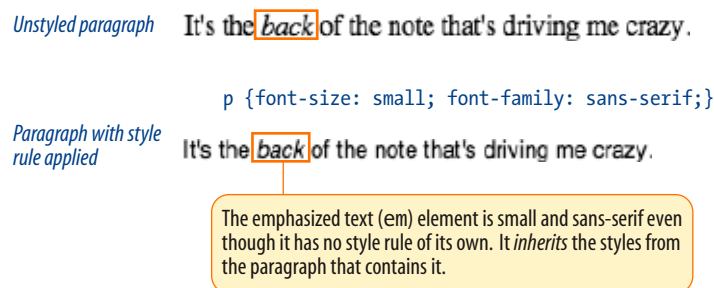 Unstyled paragraph
It's the back of the note that's driving me crazy.
p {font-size: small; font-family: sans-serif;}
Paragraph with style
rule applied
It's the back of the note that's driving me crazy.
The emphasized text (em) element is small and sans-serif even
though it has no style rule of its own. It inherits the styles from
the paragraph that contains it.